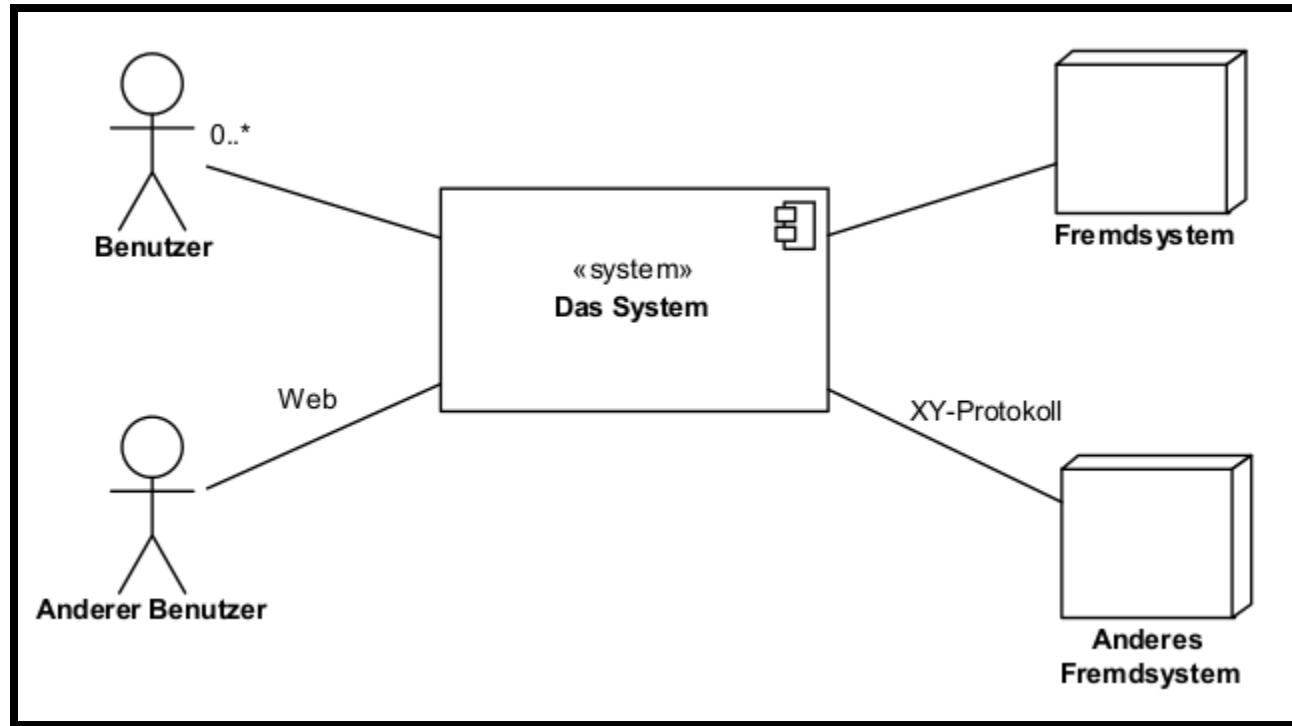 0..*
Benutzer
Fremdsystem
«system»
Das System
Web
XY-Protokoll
Anderer Benutzer
Anderes
Fremdsystem